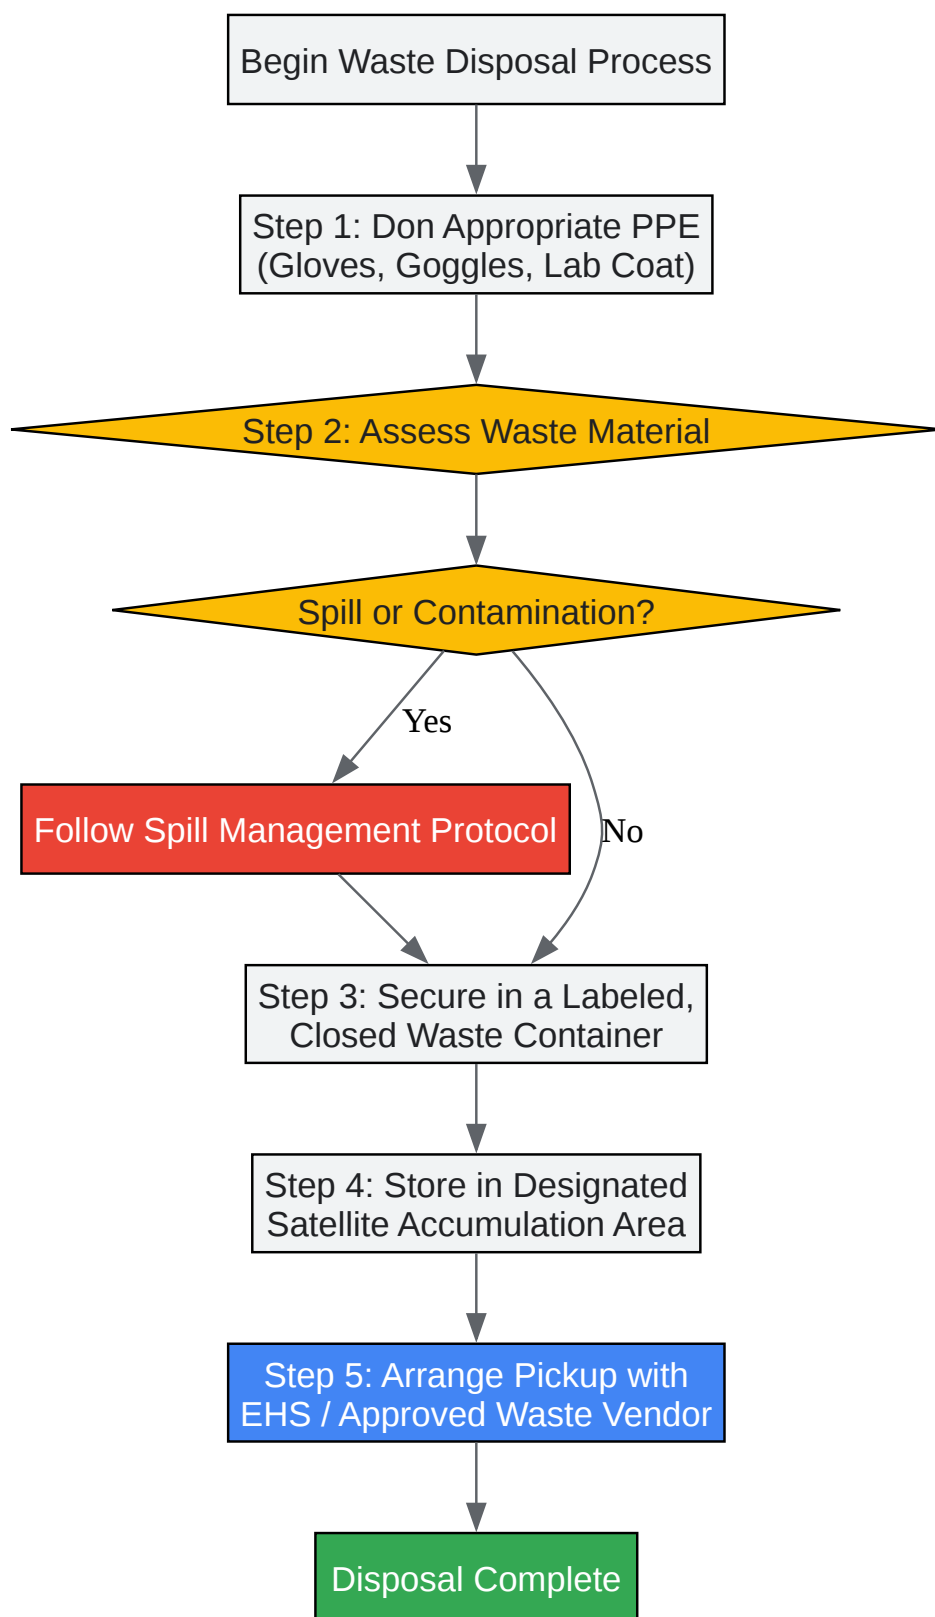 Begin Waste Disposal Process
Step 1: Don Appropriate PPE
(Gloves, Goggles, Lab Coat)
Step 2: Assess Waste Material
Spill or Contamination?
Yes
Follow Spill Management Protocol
No
Step 3: Secure in a Labeled,
Closed Waste Container
Step 4: Store in Designated
Satellite Accumulation Area
Step 5: Arrange Pickup with
EHS / Approved Waste Vendor
Disposal Complete